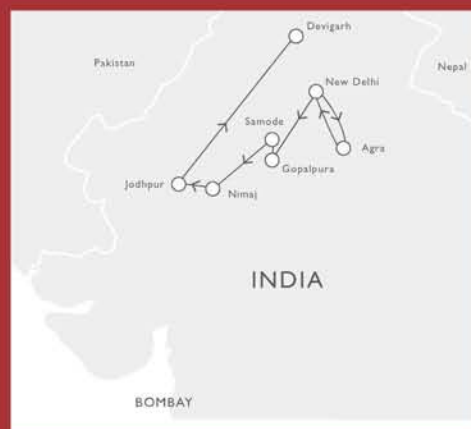 Devigarh
Pakistan
Nepal
New Delhi
Samode
Agra
Gopalpura
Jodhpur
Nimaj
INDIA
BOMBAY